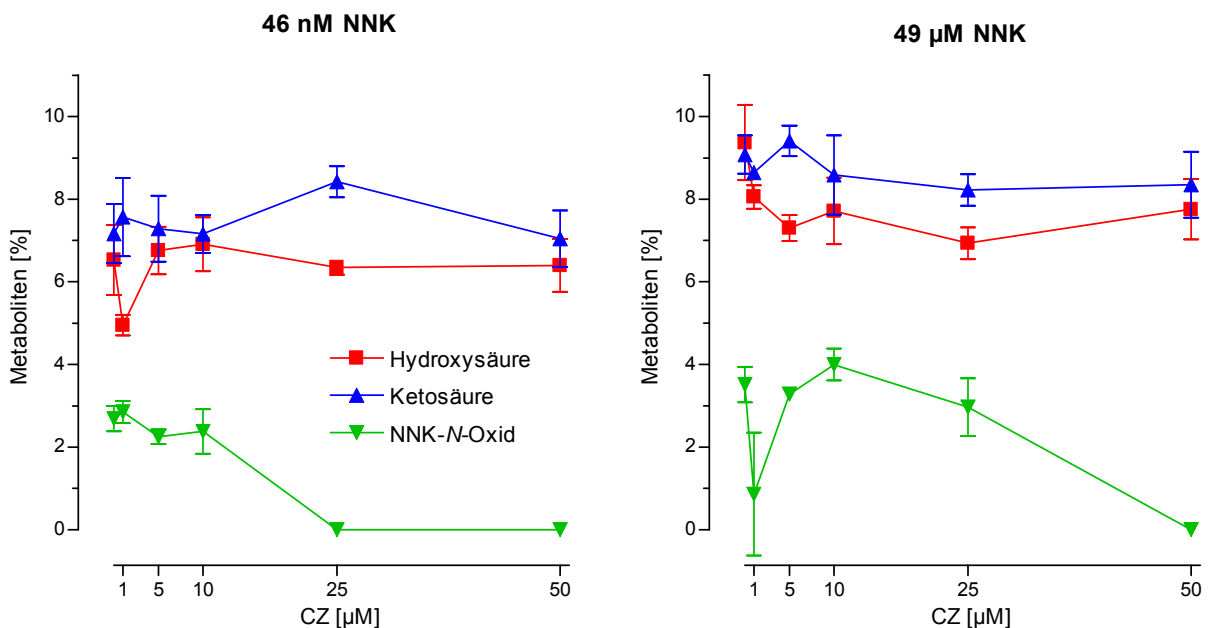 46 nM NNK
Metaboliten [%]
10
8
6
4
2
0
Hydroxysäure
Ketosäure
NNK-N-Oxid
1 5 10 25 50
CZ [µM]
49 µM NNK
Metaboliten [%]
10
8
6
4
2
0
1 5 10 25 50
CZ [µM]